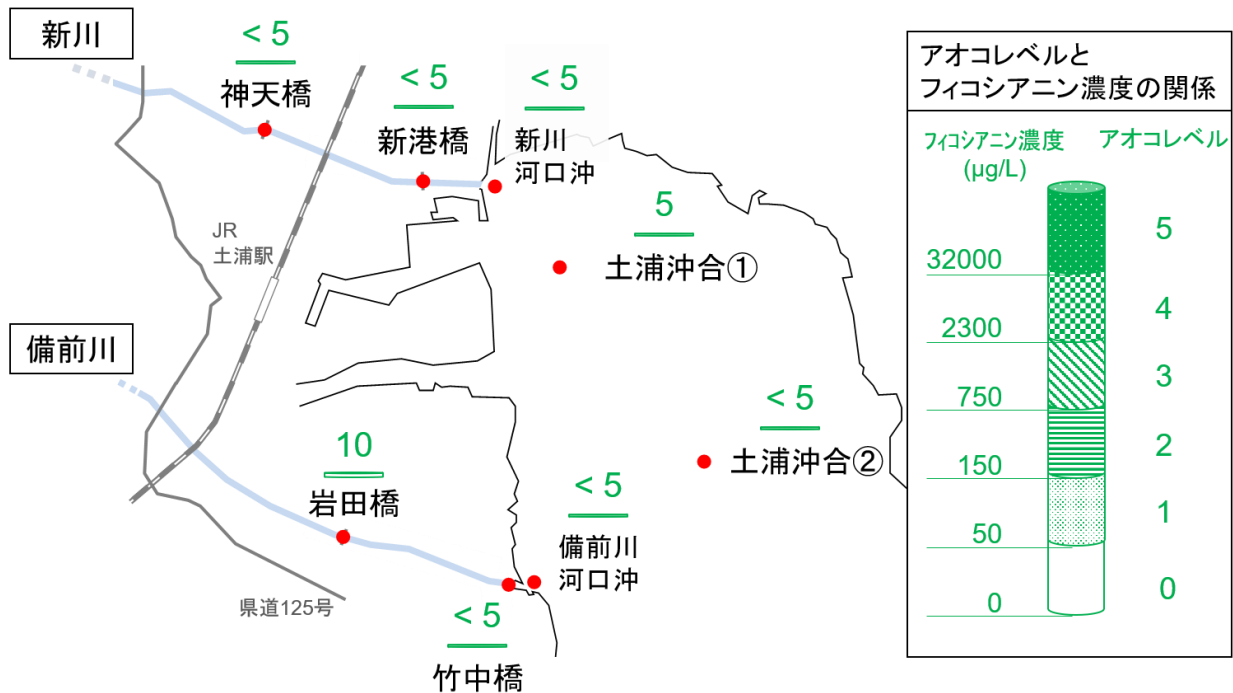 新川
< 5
神天橋
< 5
新港橋
< 5
新川
河口沖
5
土浦沖合①
JR
土浦駅
備前川
< 5
土浦沖合②
10
岩田橋
< 5
備前川
河口沖
県道125号
< 5
竹中橋
アオコレベルと
フィコシアニン濃度の関係
フィコシアニン濃度
(µg/L)
アオコレベル
5
32000
4
2300
3
750
2
150
1
50
0
0